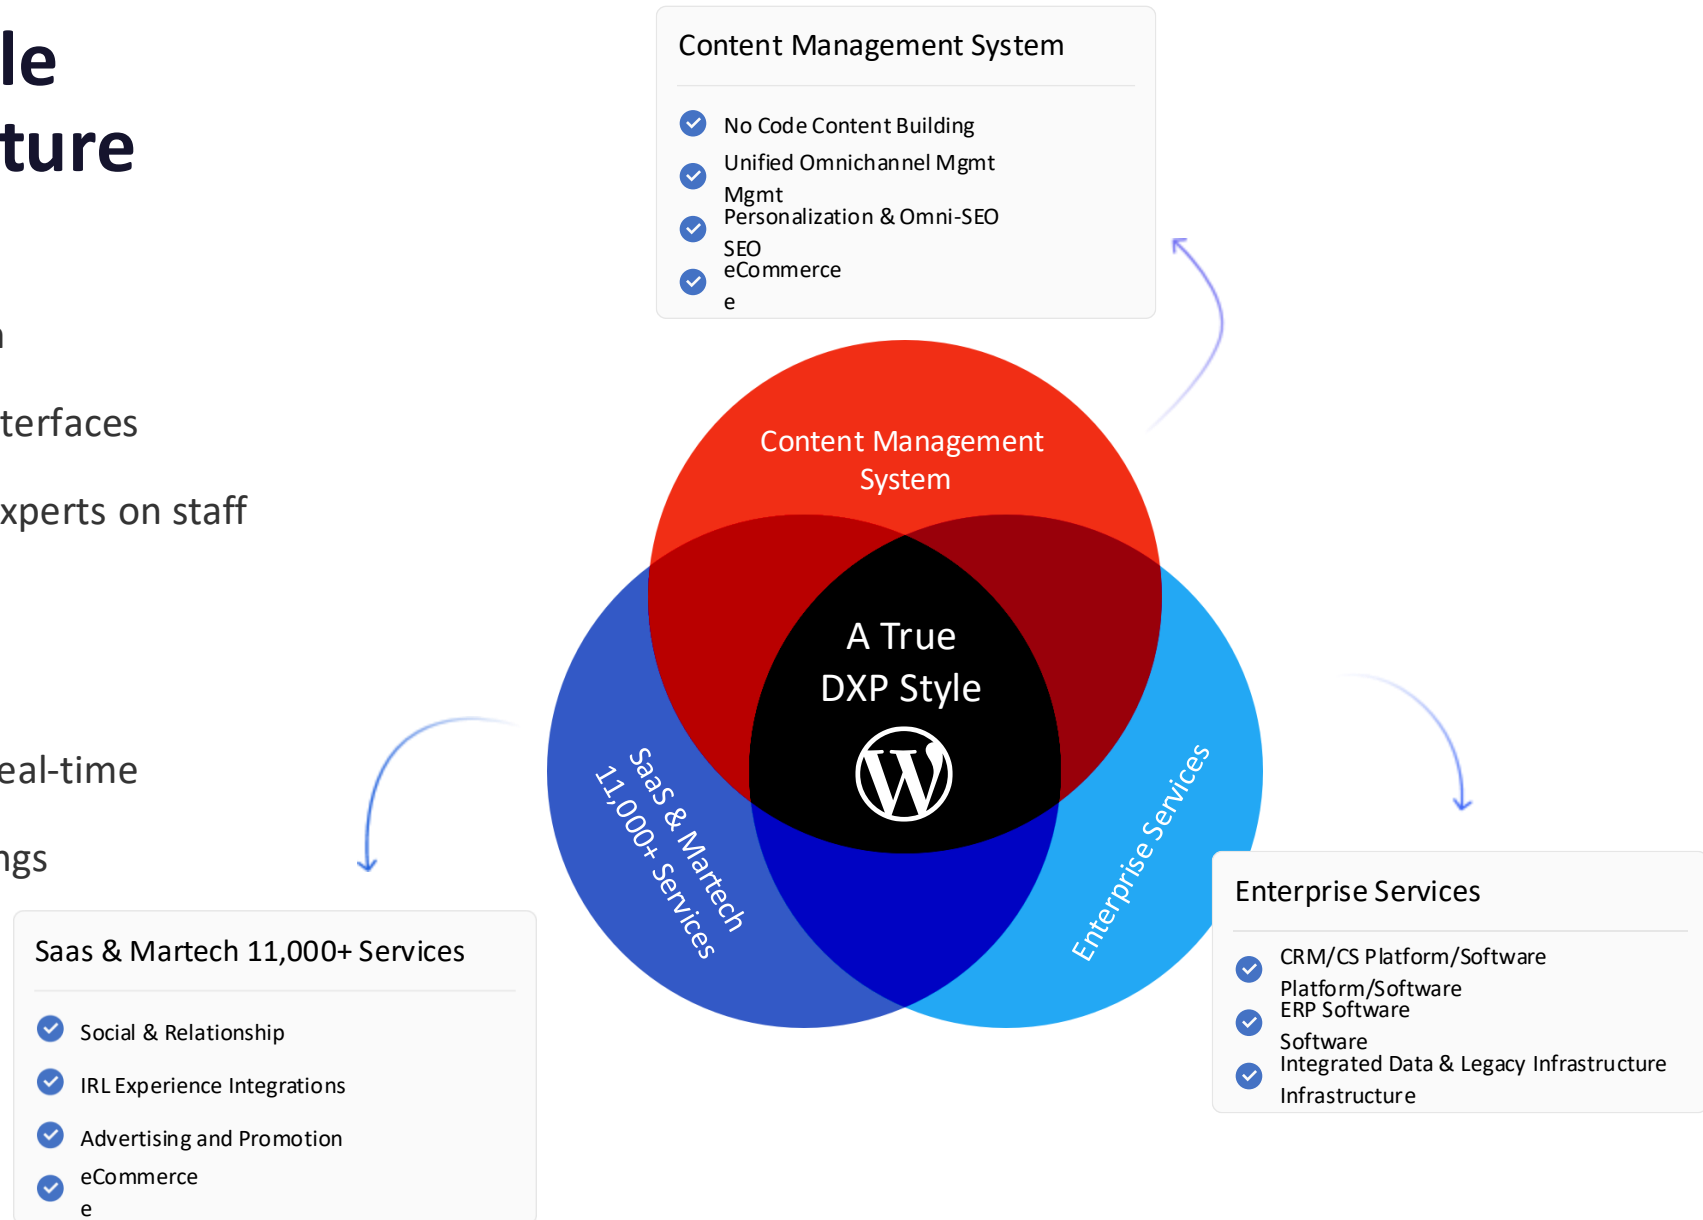 le
ture
n
terfaces
xperts on staff
eal-time
ngs
Content Management System
No Code Content Building
Unified Omnichannel Mgmt
Mgmt
Personalization & Omni-SEO
SEO
eCommerce
e
Content Management
System
A True
DXP Style
SaaS & Martech
11,000+ Services
Enterprise Services
Saas & Martech 11,000+ Services
Social & Relationship
IRL Experience Integrations
Advertising and Promotion
eCommerce
e
Enterprise Services
CRM/CS Platform/Software
Platform/Software
ERP Software
Software
Integrated Data & Legacy Infrastructure
Infrastructure